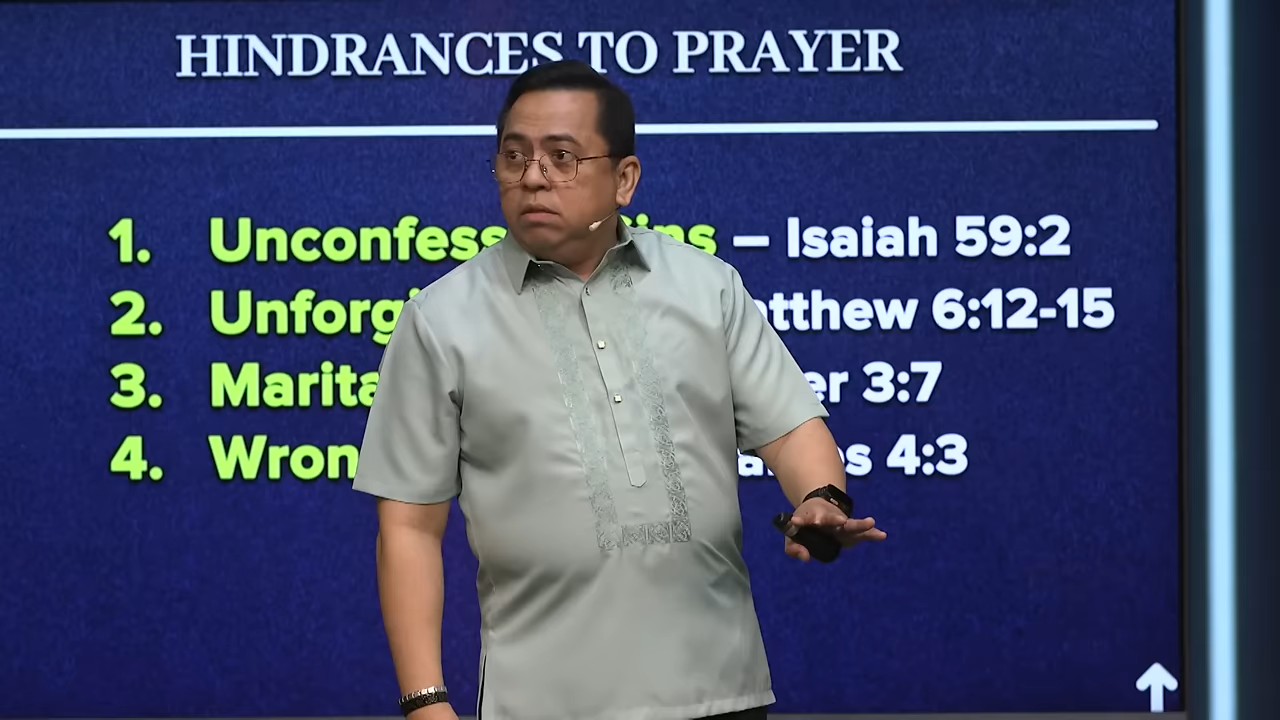 HINDRANCES TO PRAYER
1. Unconfess ins – Isaiah 59:2
2. Unforgi atthew 6:12-15
3. Marita er 3:7
4. Wron 4:3